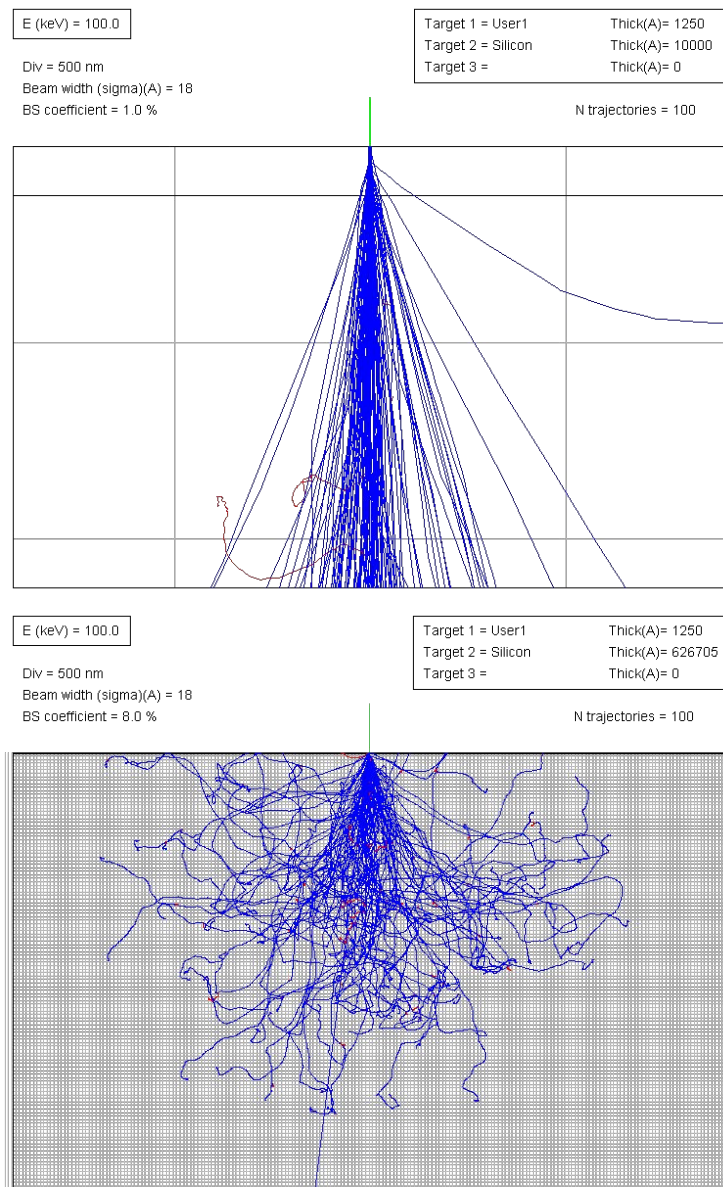 E (keV) = 100.0
Target 1 = User1 Thick(A)= 1250
Target 2 = Silicon Thick(A)= 10000
Target 3 = Thick(A)= 0
Div = 500 nm
Beam width (sigma)(A) = 18
BS coefficient = 1.0 %
N trajectories = 100
E (keV) = 100.0
Target 1 = User1 Thick(A)= 1250
Target 2 = Silicon Thick(A)= 626705
Target 3 = Thick(A)= 0
Div = 500 nm
Beam width (sigma)(A) = 18
BS coefficient = 8.0 %
N trajectories = 100